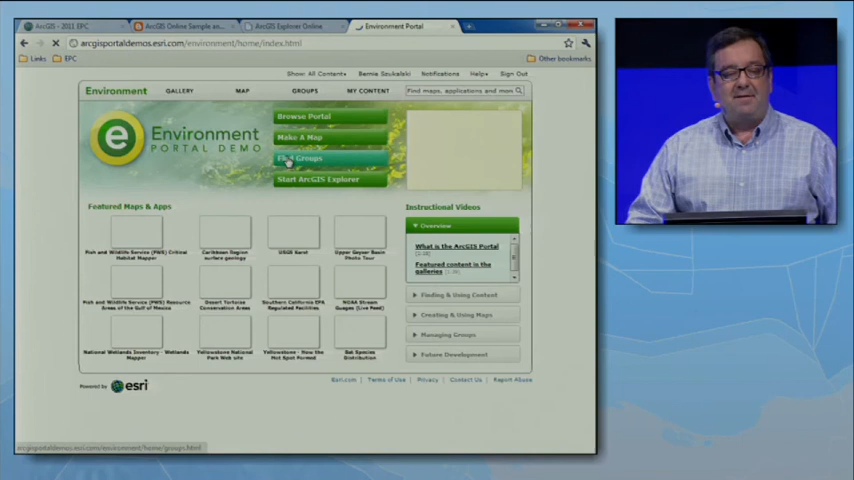 ArcGIS - 2011 EPC
ArcGIS Online Sample an...
ArcGIS Explorer Online
Environment Portal
arcgisportaldemos.esri.com/environment/home/index.html
Links
EPC
Other bookmarks
Show: All Content
Bernie Szukalski
Notifications
Help
Sign Out
Environment
GALLERY
MAP
GROUPS
MY CONTENT
Find maps, applications and more
e
Environment
PORTAL DEMO
Browse Portal
Make A Map
Find Groups
Start ArcGIS Explorer
Featured Maps & Apps
Fish and Wildlife Service (FWS) Critical
Habitat Mapper
Caribbean Region
surface geology
USGS
Upper Geyser Basin
Photo Tour
Fish and Wildlife Service (FWS) Resource
Areas of the Gulf of Mexico
Desert Tortoise
Conservation Areas
Southern California EPA
Regulated Facilities
NOAA Stream
Gauges (Live Feed)
National Wetlands Inventory - Wetlands
Mapper
Yellowstone National
Park Web site
Yellowstone - How the
Hot Spot Formed
Bat Species
Distribution
Instructional Videos
Overview
What is the ArcGIS Portal
Featured content in the
galleries
Finding & Using Content
Creating & Using Maps
Managing Groups
Future Development
Powered by esri
Esri.com
Terms of Use
Privacy
Contact Us
Report Abuse
arcgisportaldemos.esri.com/environment/home/groups.html